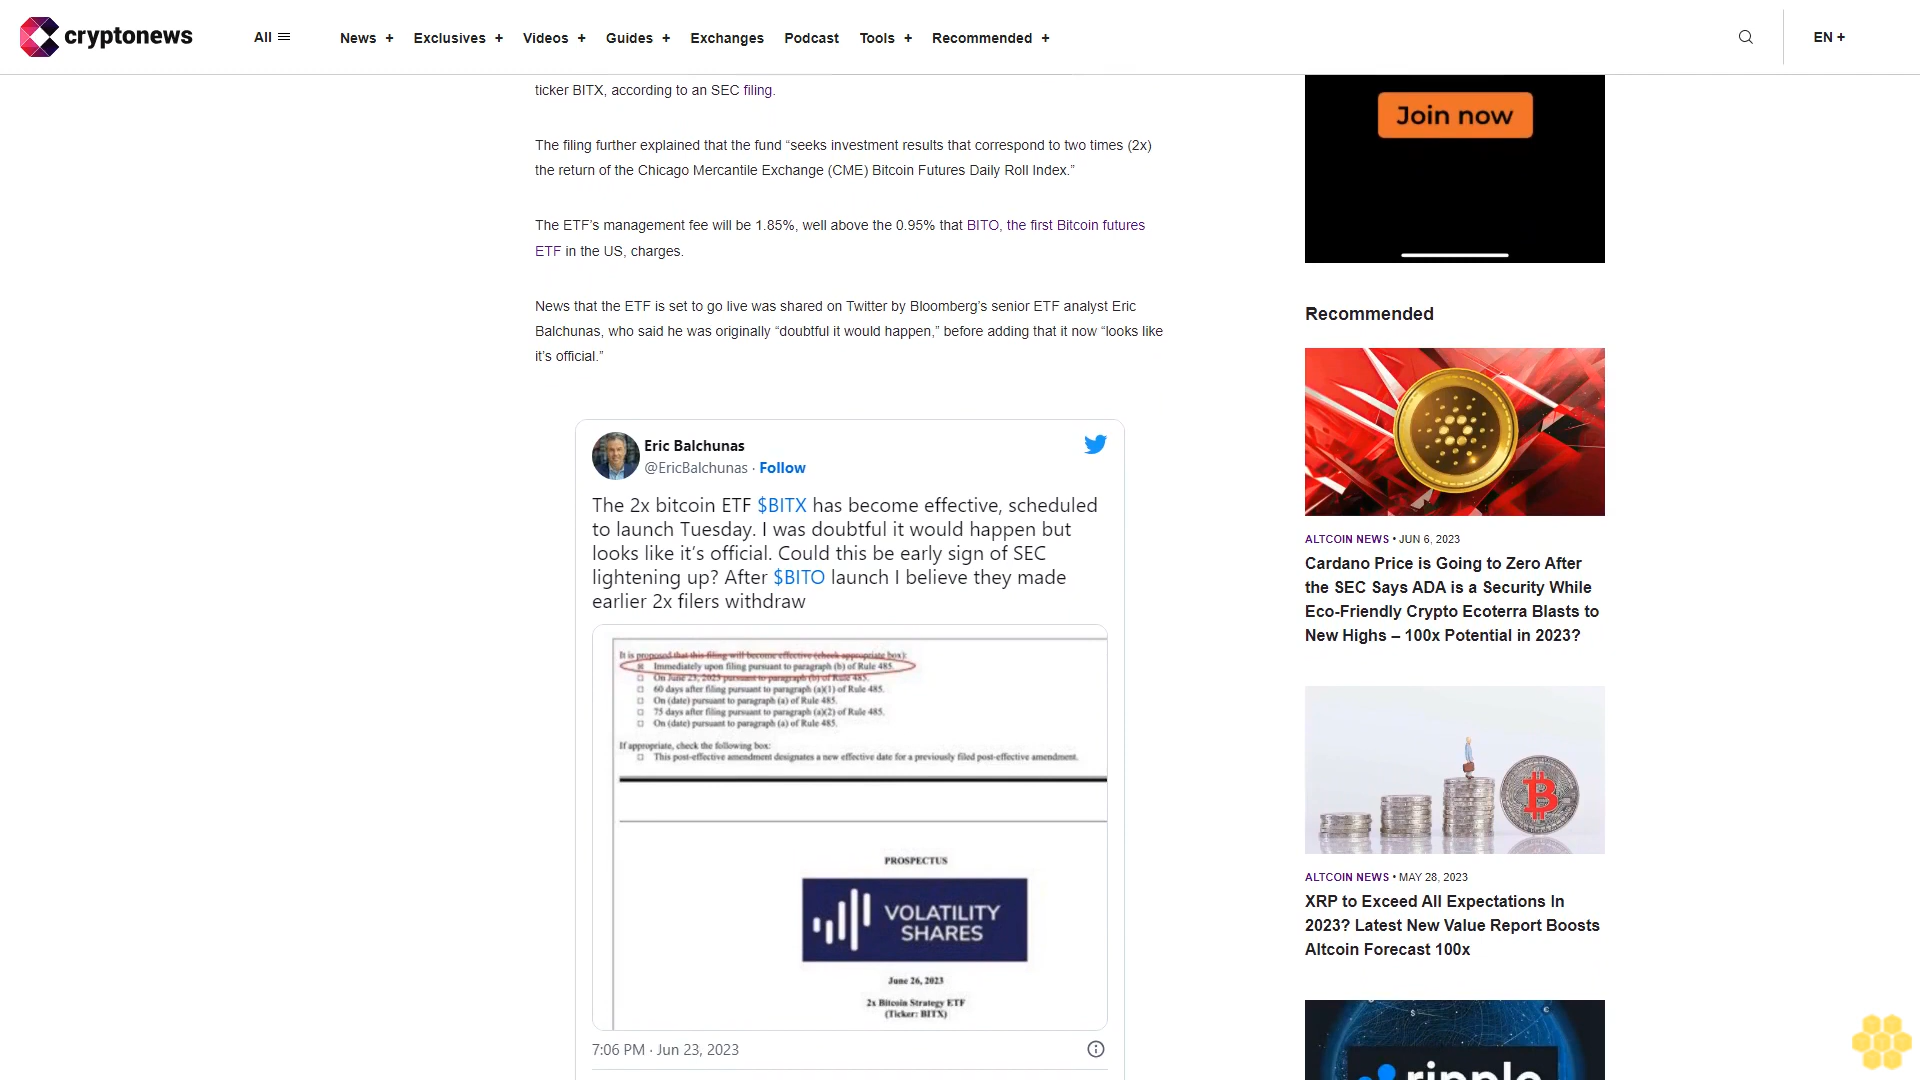 cryptonews
All
News +
Exclusives +
Videos +
Guides +
Exchanges
Podcast
Tools +
Recommended +
EN +
ticker BITX, according to an SEC filing.
The filing further explained that the fund “seeks investment results that correspond to two times (2x)
the return of the Chicago Mercantile Exchange (CME) Bitcoin Futures Daily Roll Index.”
The ETF’s management fee will be 1.85%, well above the 0.95% that BITO, the first Bitcoin futures
ETF in the US, charges.
News that the ETF is set to go live was shared on Twitter by Bloomberg’s senior ETF analyst Eric
Balchunas, who said he was originally “doubtful it would happen,” before adding that it now “looks like
it’s official.”
Eric Balchunas
@EricBalchunas · Follow
The 2x bitcoin ETF $BITX has become effective, scheduled
to launch Tuesday. I was doubtful it would happen but
looks like it’s official. Could this be early sign of SEC
lightening up? After $BITO launch I believe they made
earlier 2x filers withdraw
It is proposed that this filing will become effective (check appropriate box):
Immediately upon filing pursuant to paragraph (b) of Rule 485.
On June 23, 2023 pursuant to paragraph (b) of Rule 485.
60 days after filing pursuant to paragraph (a)(1) of Rule 485.
On (date) pursuant to paragraph (a) of Rule 485.
75 days after filing pursuant to paragraph (a)(2) of Rule 485.
On (date) pursuant to paragraph (a) of Rule 485.
If appropriate, check the following box:
This post-effective amendment designates a new effective date for a previously filed post-effective amendment.
PROSPECTUS
VOLATILITY
SHARES
June 26, 2023
2x Bitcoin Strategy ETF
(Ticker: BITX)
7:06 PM · Jun 23, 2023
Join now
Recommended
ALTCOIN NEWS • JUN 6, 2023
Cardano Price is Going to Zero After
the SEC Says ADA is a Security While
Eco-Friendly Crypto Ecoterra Blasts to
New Highs – 100x Potential in 2023?
ALTCOIN NEWS • MAY 28, 2023
XRP to Exceed All Expectations In
2023? Latest New Value Report Boosts
Altcoin Forecast 100x
ripple